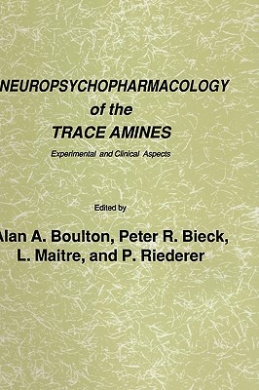 NEUROPSYCHOPHARMACOLOGY
of the
TRACE AMINES
Experimental and Clinical Aspects
Edited by
Alan A. Boulton, Peter R. Bieck,
L. Maitre, and P. Riederer